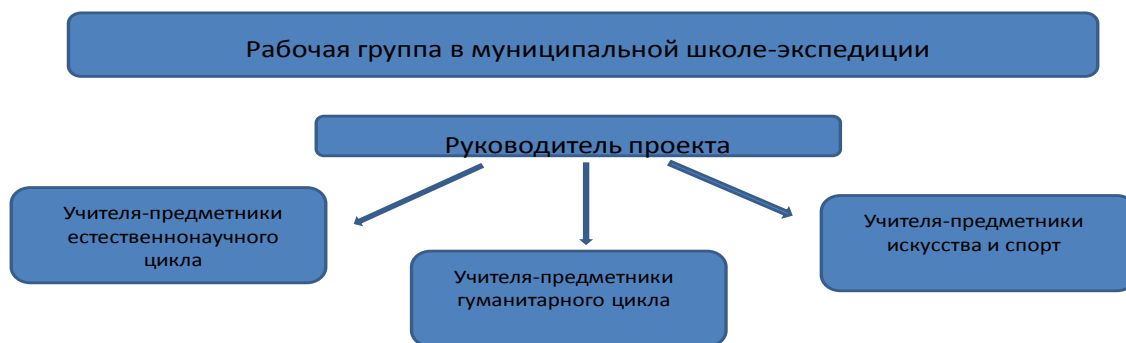 Рабочая группа в муниципальной школе-экспедиции
Руководитель проекта
Учителя-предметники
естественнонаучного
цикла
Учителя-предметники
гуманитарного цикла
Учителя-предметники
искусства и спорт